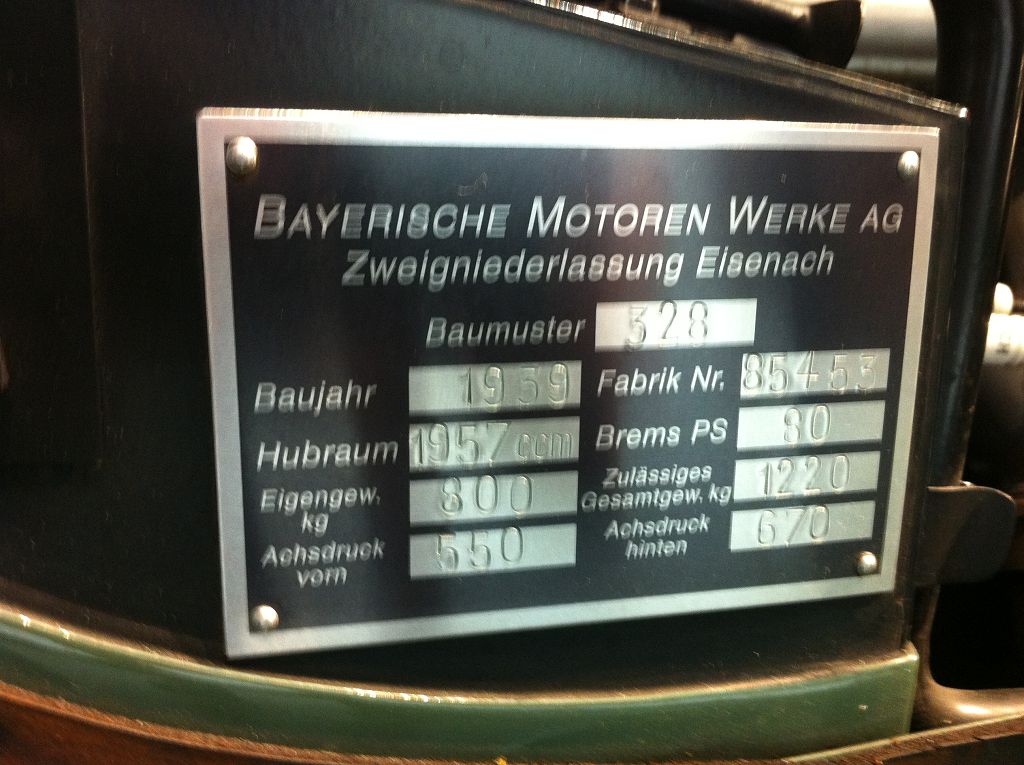 BAYERISCHE MOTOREN WERKE AG
Zweigniederlassung Eisenach
Baumuster 328
Baujahr 1939 Fabrik Nr. 85453
Hubraum 1957 ccm Brems PS 80
Eigengew. kg 800 Zulässiges Gesamtgew. kg 1220
Achsdruck vorn 550 Achsdruck hinten 670